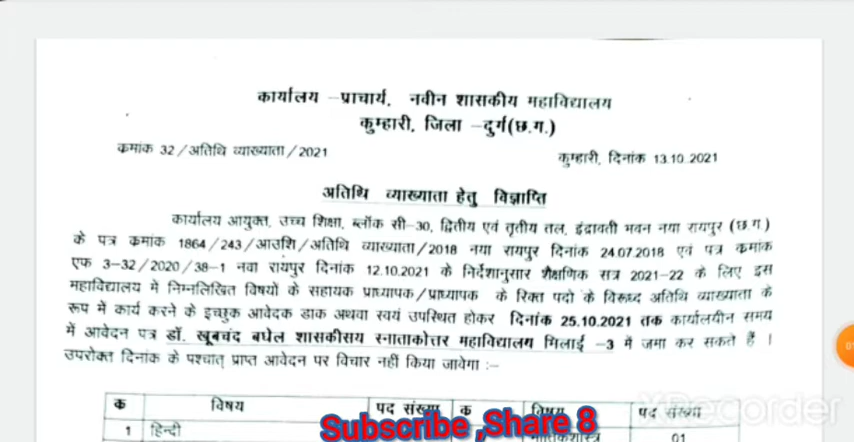 कार्यालय –प्राचार्य, नवीन शासकीय महाविद्यालय
कुम्हारी, जिला –दुर्ग(छ.ग.)
क्रमांक 32/अतिथि व्याख्याता/2021
कुम्हारी, दिनांक 13.10.2021
अतिथि व्याख्याता हेतु विज्ञाप्ति
कार्यालय आयुक्त, उच्च शिक्षा, ब्लॉक सी–30, द्वितीय एवं तृतीय तल, इंद्रावती भवन नया रायपुर (छ.ग.)
के पत्र क्रमांक 1864/243/आउशि/अतिथि व्याख्याता/2018 नया रायपुर दिनांक 24.07.2018 एवं पत्र क्रमांक
एफ 3–32/2020/38–1 नवा रायपुर दिनांक 12.10.2021 के निर्देशानुसार शैक्षणिक सत्र 2021–22 के लिए इस
महाविद्यालय में निम्नलिखित विषयों के सहायक प्राध्यापक/प्राध्यापक के रिक्त पदो के विरूध्द अतिथि व्याख्याता के
रूप में कार्य करने के इच्छुक आवेदक डाक अथवा स्वयं उपस्थित होकर दिनांक 25.10.2021 तक कार्यालयीन समय
में आवेदन पत्र डॉ. खूबचंद बघेल शासकीसय स्नाताकोत्तर महाविद्यालय भिलाई –3 में जमा कर सकते हैं ।
उपरोक्त दिनांक के पश्चात् प्राप्त आवेदन पर विचार नहीं किया जावेगा :–
क विषय पद संख्या क विषय पद संख्या
1 हिन्दी 01
Subscribe ,Share 8
XRecorder